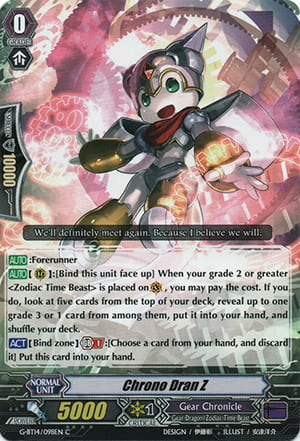 0
10000
We'll definitely meet again. Because I believe we will.
AUTO :Forerunner
AUTO [ ]:[Bind this unit face up] When your grade 2 or greater
<Zodiac Time Beast> is placed on , you may pay the cost. If you
do, look at five cards from the top of your deck, reveal up to one
grade 3 or 1 card from among them, put it into your hand, and
shuffle your deck.
ACT [Bind zone] 1:[Choose a card from your hand, and
discard it] Put this card into your hand.
NORMAL
UNIT
Chrono Dran Z
POWER
5000
1
CRITICAL
Gear Chronicle
Gear Dragon/Zodiac Time Beast
G-BT14/098EN C
DESIGN / 伊藤彰
ILLUST / 安達洋介